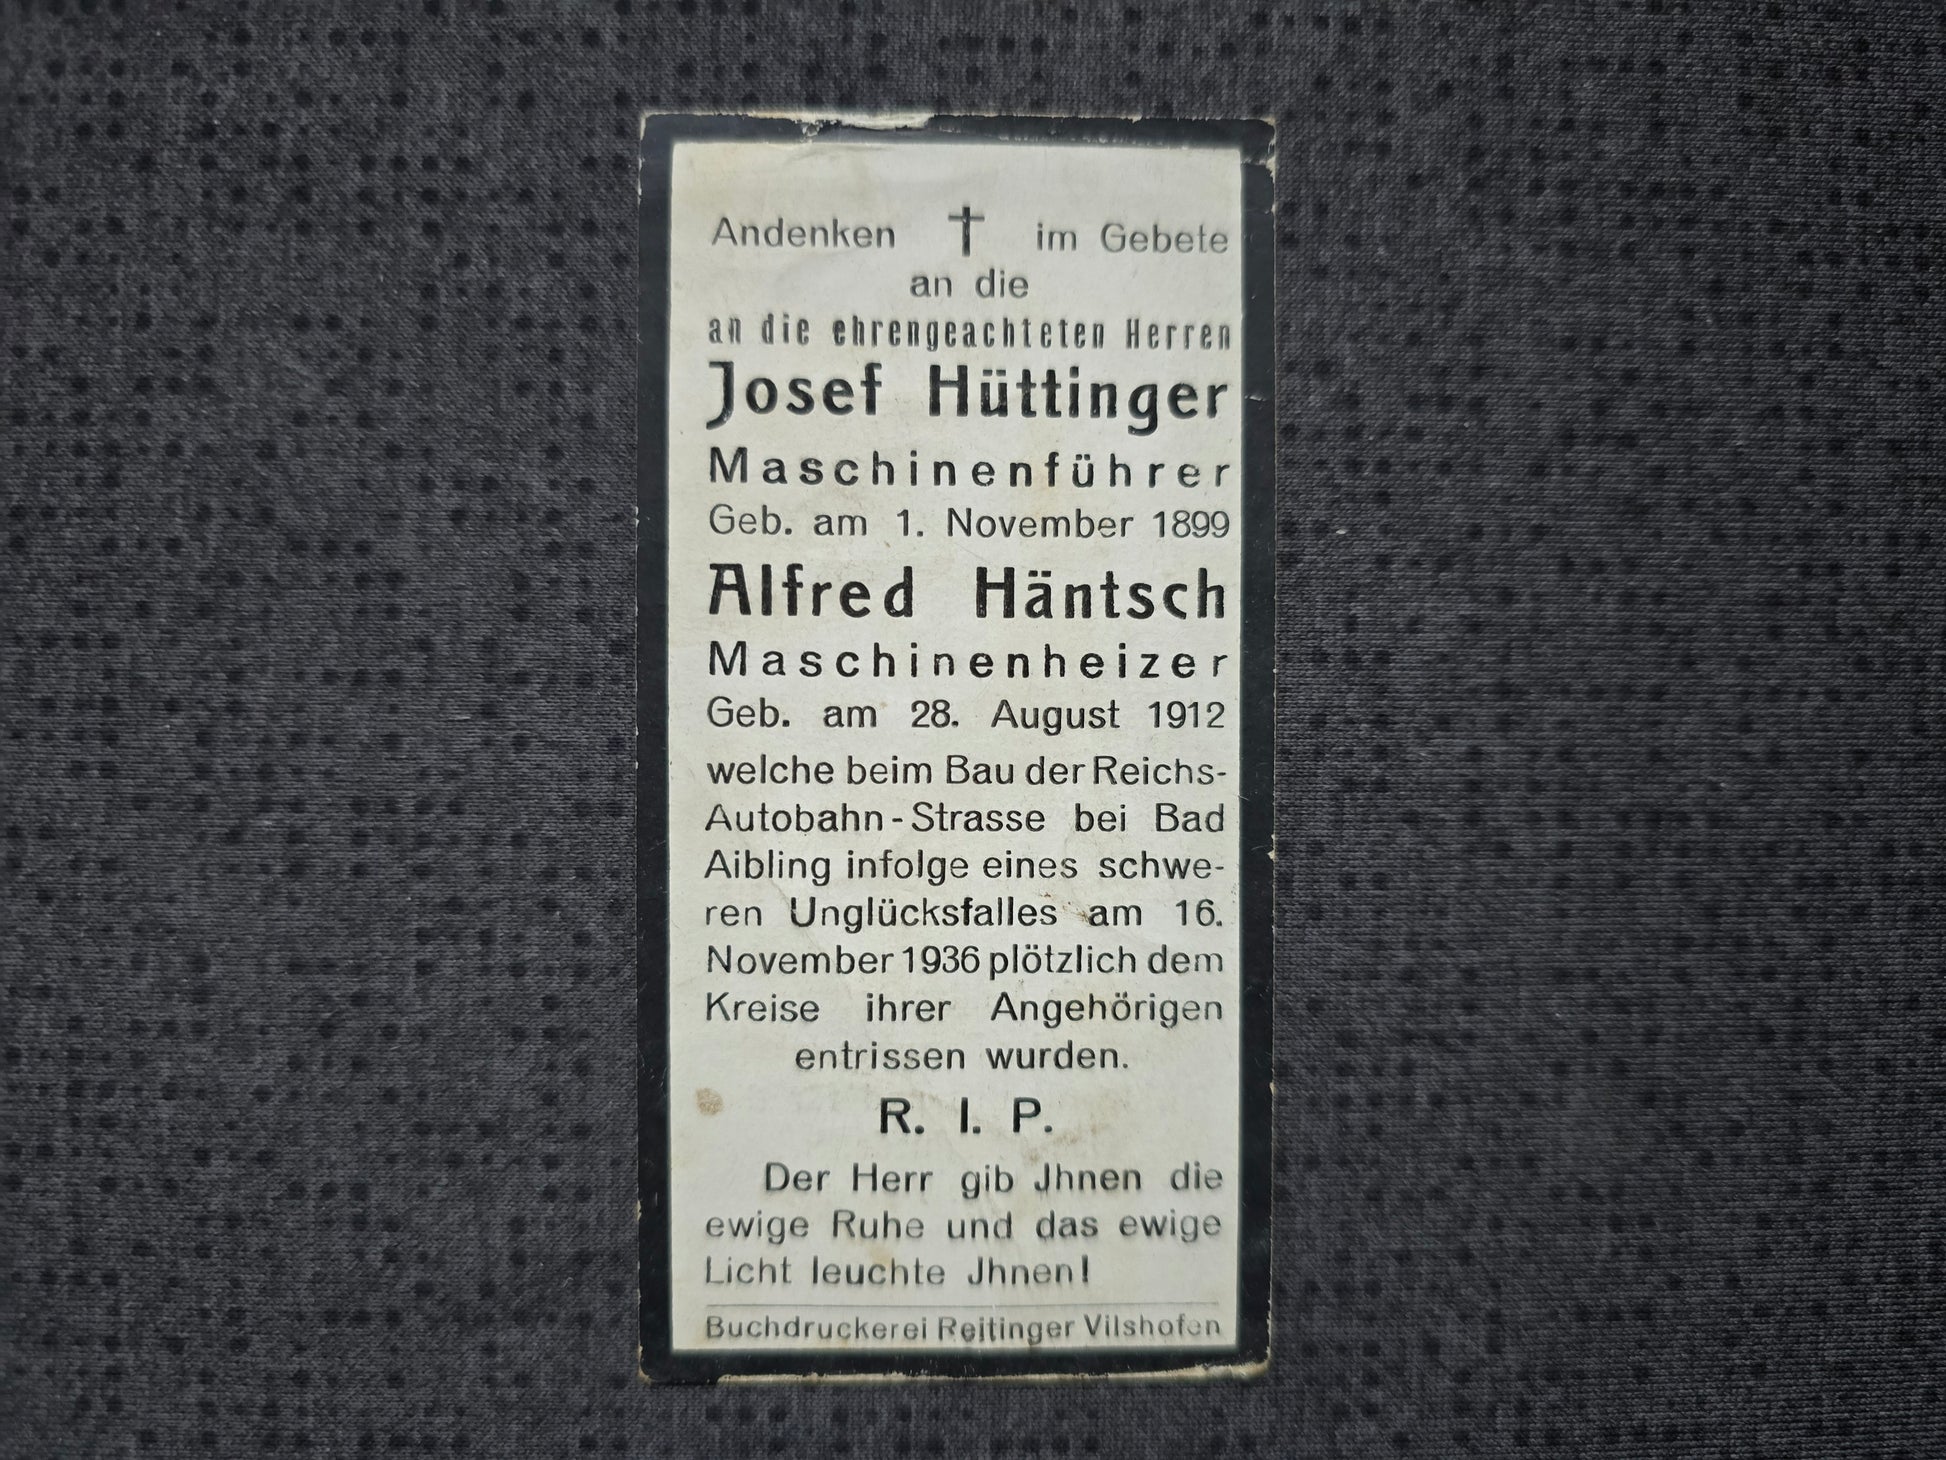 Andenken † im Gebete
an die
an die ehrengeachteten Herren
Josef Hüttinger
Maschinenführer
Geb. am 1. November 1899
Alfred Häntsch
Maschinenheizer
Geb. am 28. August 1912
welche beim Bau der Reichs-
Autobahn-Strasse bei Bad
Aibling infolge eines schwe-
ren Unglücksfalles am 16.
November 1936 plötzlich dem
Kreise ihrer Angehörigen
entrissen wurden.
R. I. P.
Der Herr gib Jhnen die
ewige Ruhe und das ewige
Licht leuchte Jhnen!
Buchdruckerei Reitinger Vilshofen